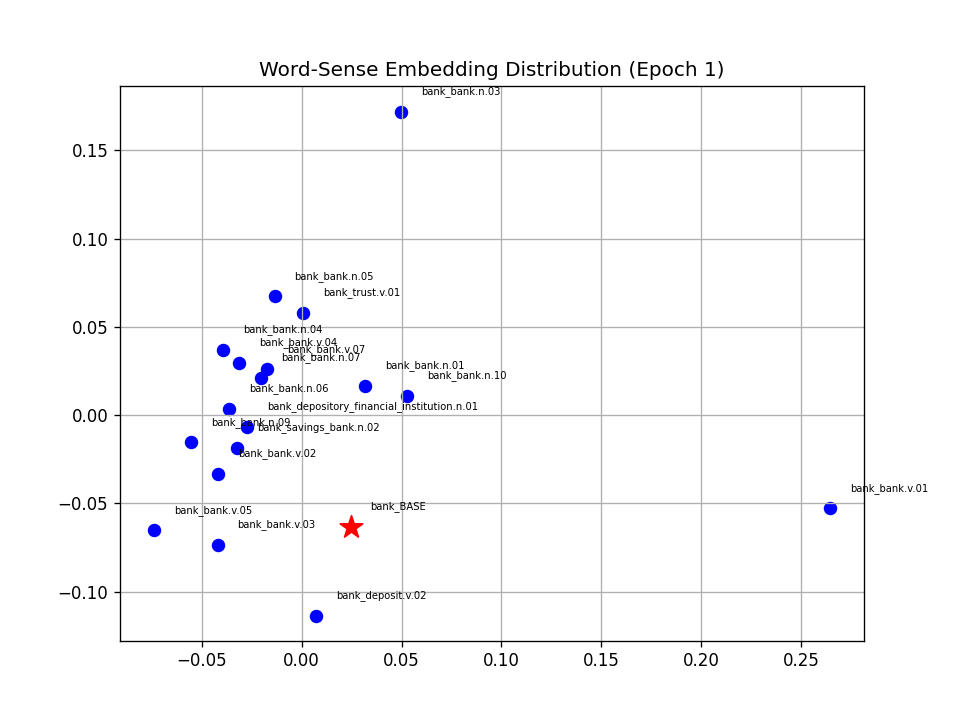 Word-Sense Embedding Distribution (Epoch 1)
bank_bank.n.03
0.15
0.10
bank_bank.n.05
bank_trust.v.01
0.05
bank_bank.n.04
bank_bank.v.04
bank_bank.v.07
bank_bank.n.07
bank_bank.n.01
bank_bank.n.10
bank_bank.n.06
bank_depository_financial_institution.n.01
0.00
bank_bank.n.09
bank_savings_bank.n.02
bank_bank.v.02
bank_bank.v.01
−0.05
bank_BASE
bank_bank.v.05
bank_bank.v.03
−0.10
bank_deposit.v.02
−0.05 0.00 0.05 0.10 0.15 0.20 0.25